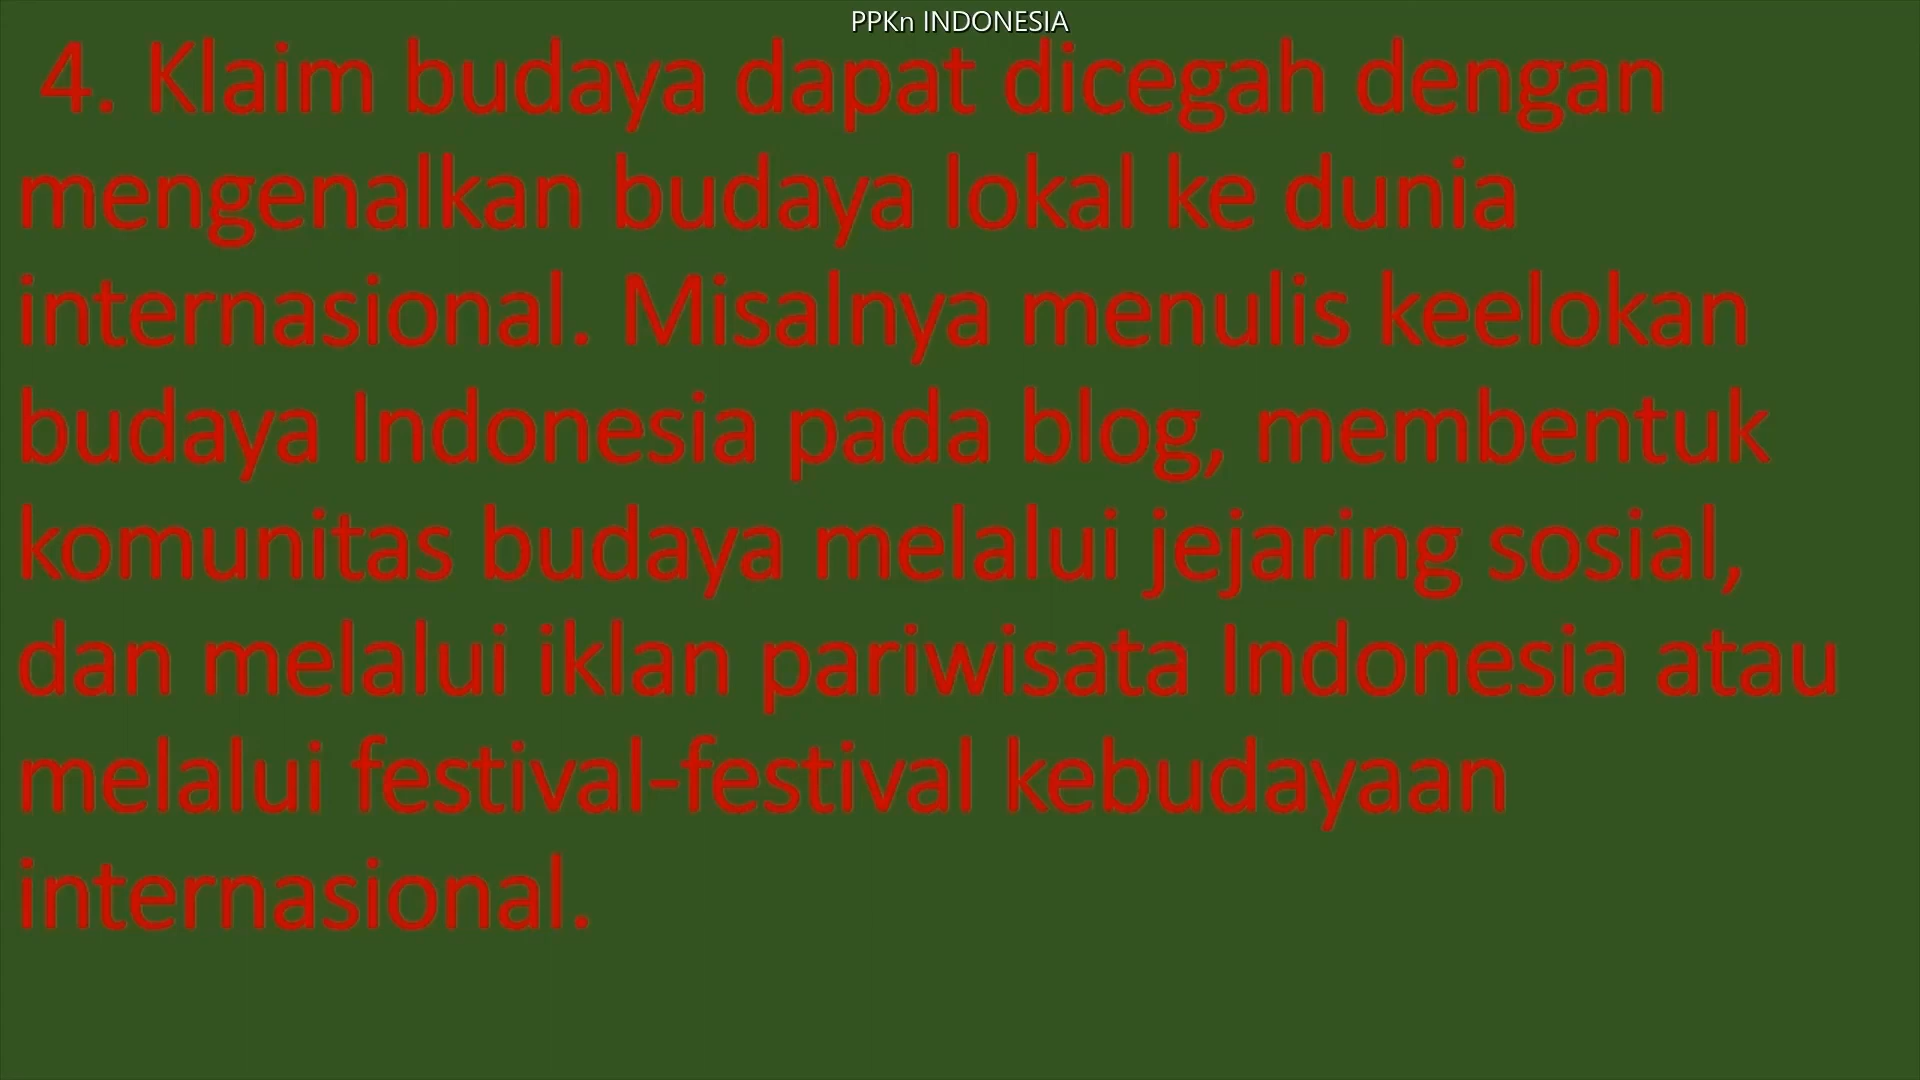 PPKn INDONESIA
4. Klaim budaya dapat dicegah dengan
mengenalkan budaya lokal ke dunia
internasional. Misalnya menulis keelokan
budaya Indonesia pada blog, membentuk
komunitas budaya melalui jejaring sosial,
dan melalui iklan pariwisata Indonesia atau
melalui festival-festival kebudayaan
internasional.